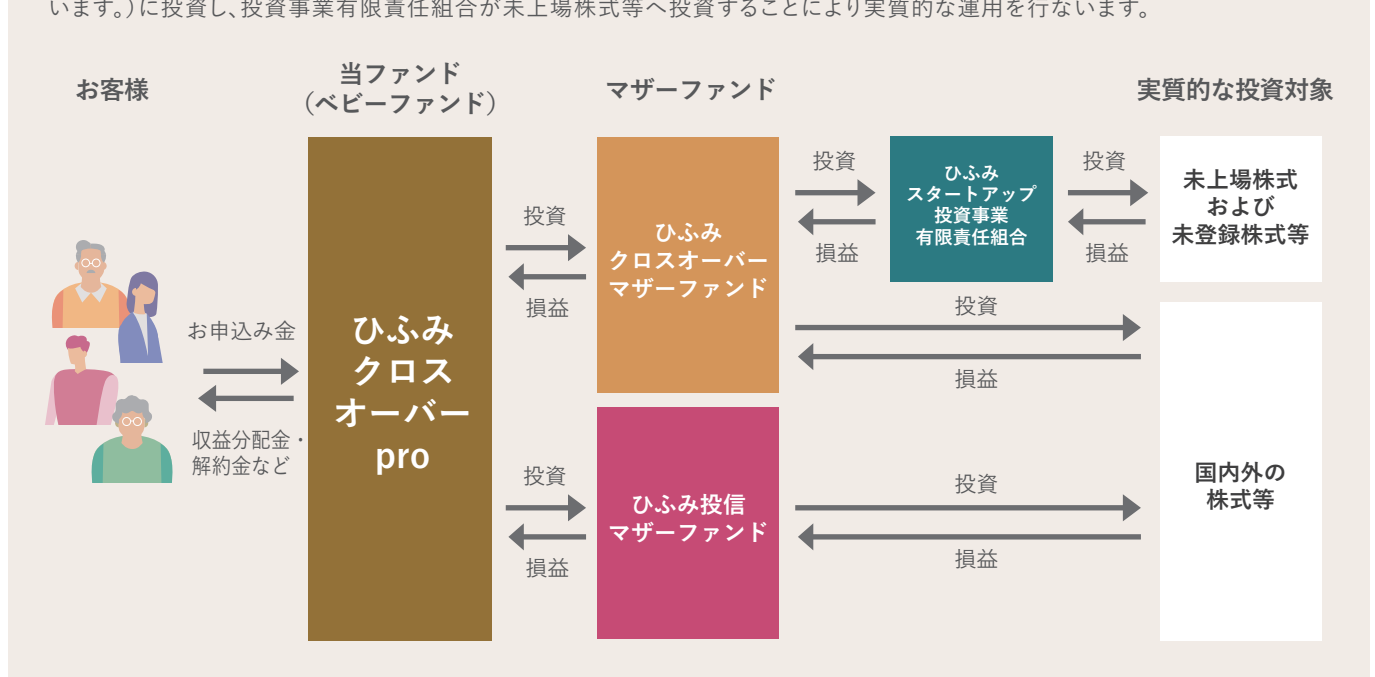 います。)に投資し、投資事業有限責任組合が未上場株式等へ投資することにより実質的な運用を行ないます。
お客様
当ファンド
(ベビーファンド)
マザーファンド
実質的な投資対象
お申込み金
収益分配金・
解約金など
ひふみ
クロス
オーバー
pro
投資
損益
投資
損益
ひふみ
クロスオーバー
マザーファンド
ひふみ投信
マザーファンド
投資
損益
ひふみ
スタートアップ
投資事業
有限責任組合
投資
損益
未上場株式
および
未登録株式等
投資
損益
投資
損益
国内外の
株式等